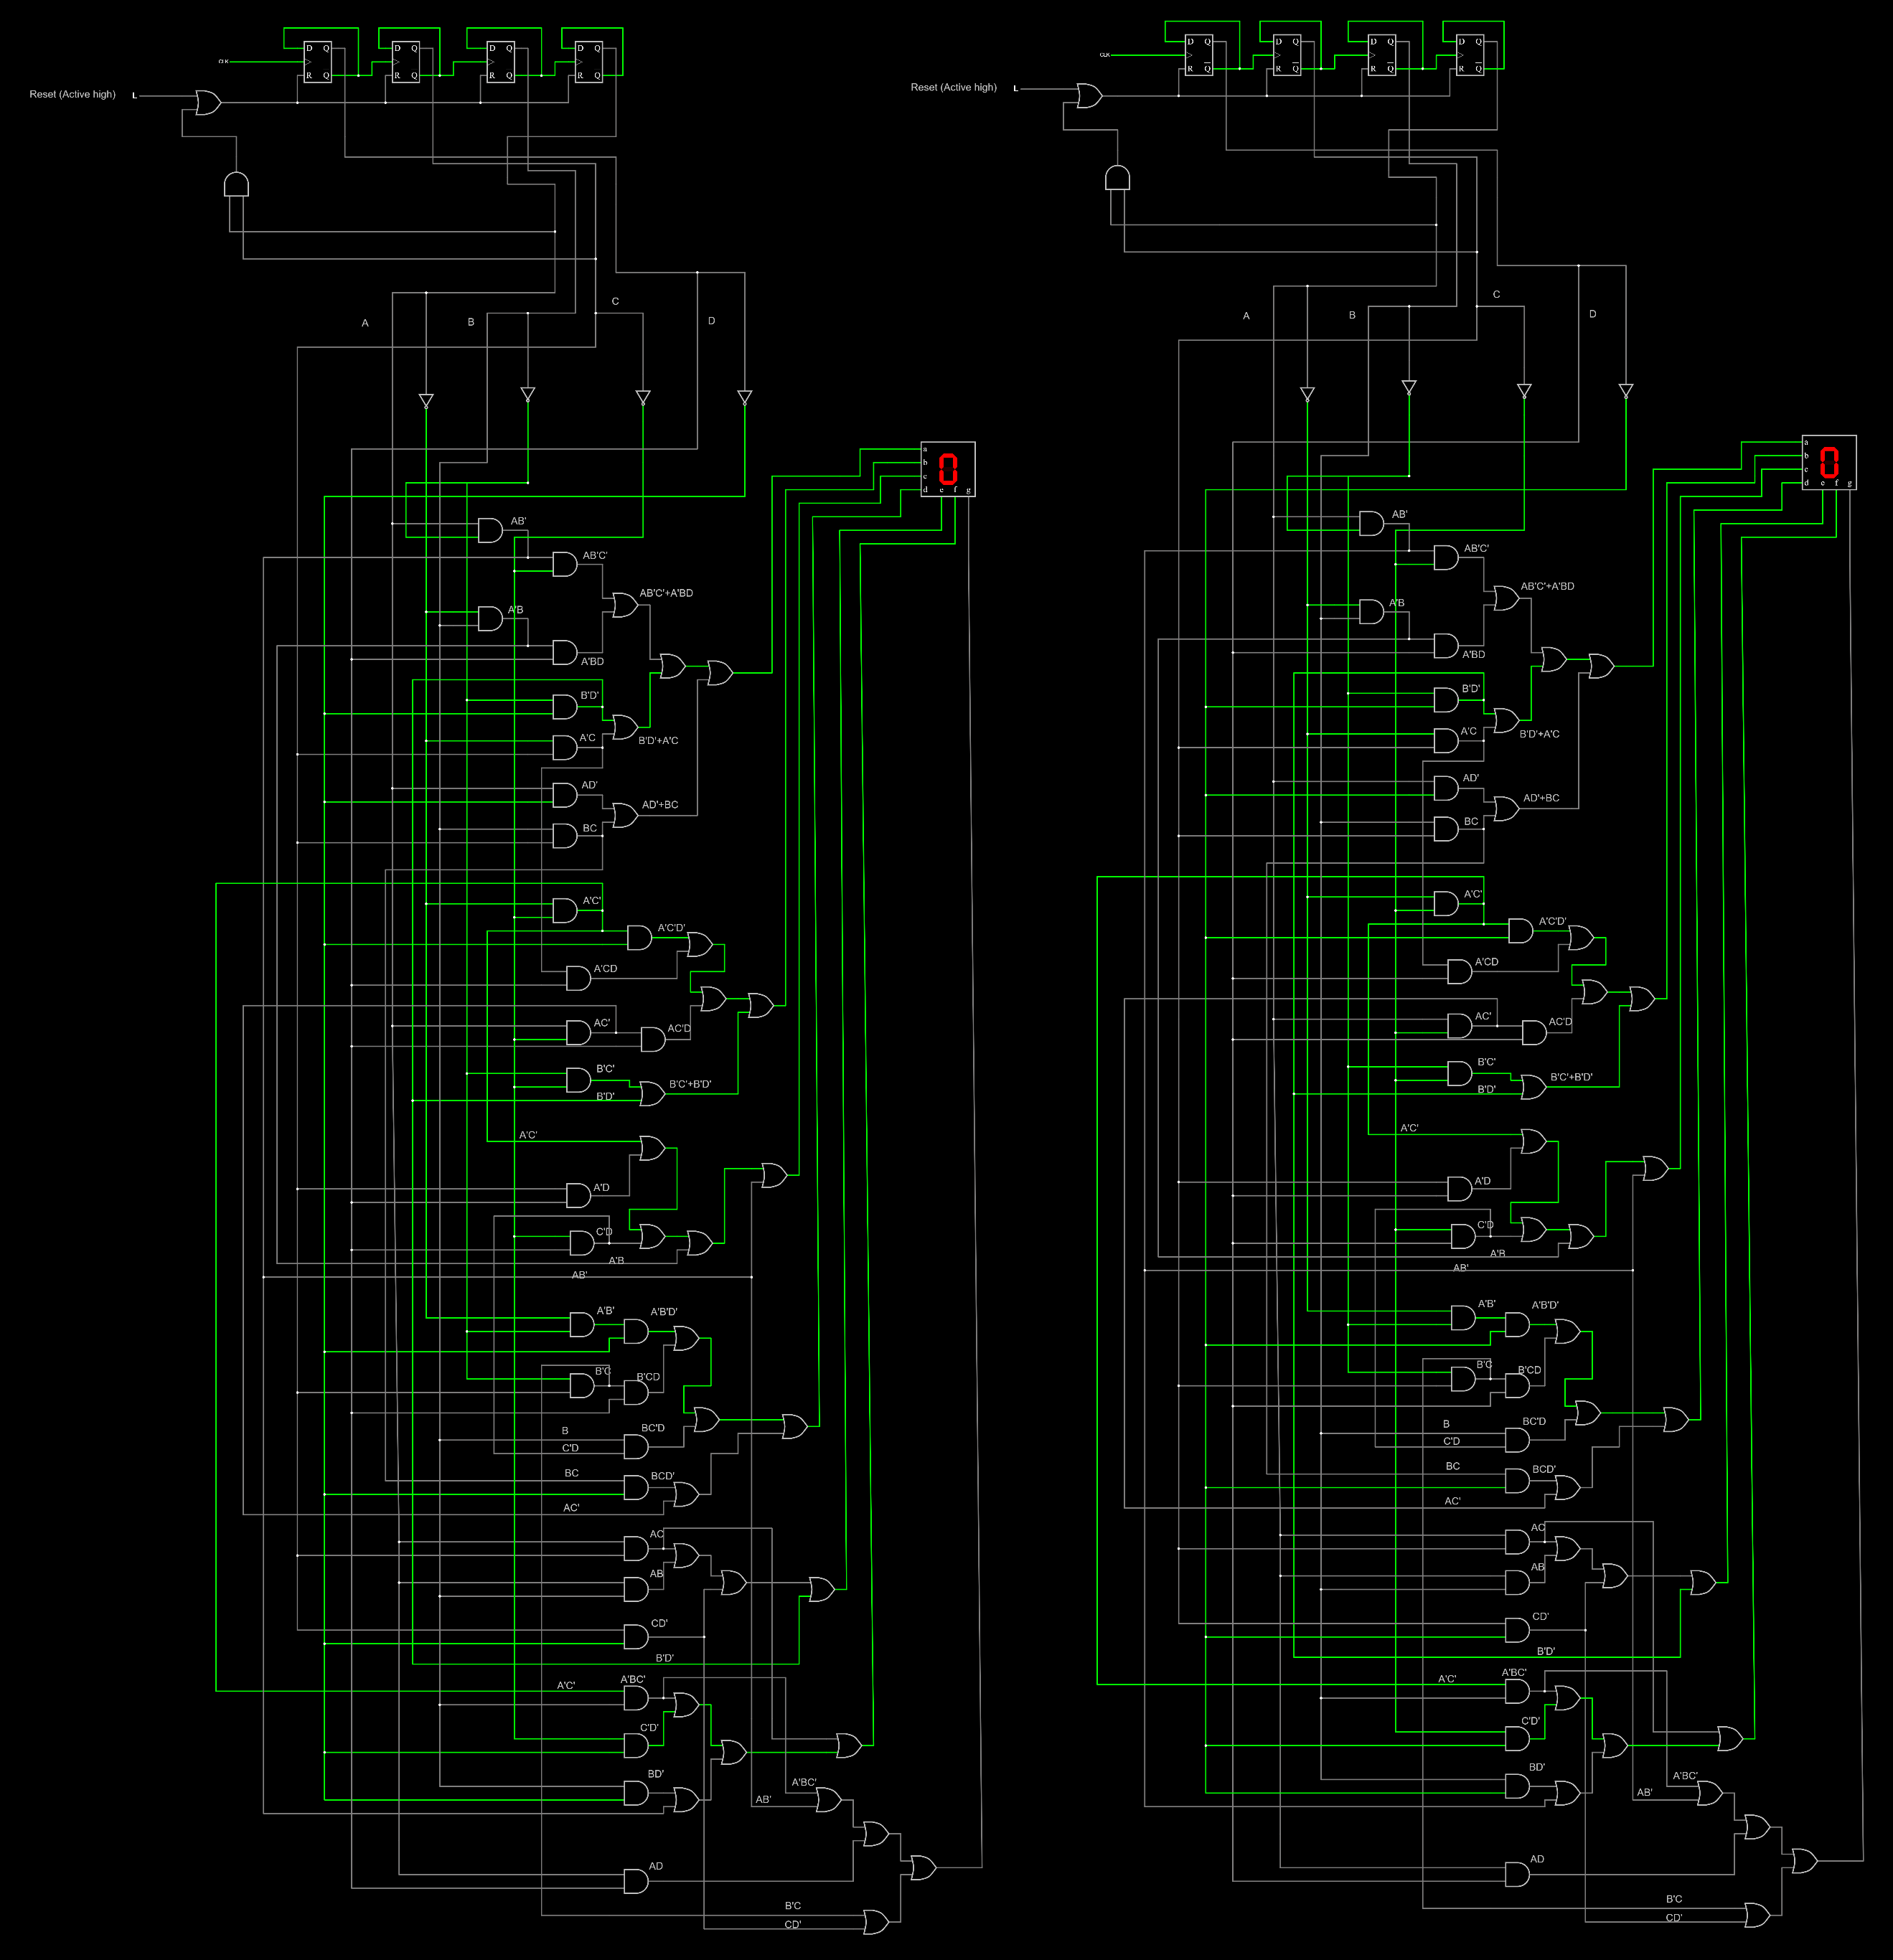 D Q D Q D Q D Q
CLK
R Q R Q R Q R Q
Reset (Active high) L
C
A B D
a
b
c
d e f g
AB'
AB'C'
AB'C'+A'BD
A'B
A'BD
B'D'
A'C
B'D'+A'C
AD'
AD'+BC
BC
A'C'
A'C'D'
A'CD
AC'
AC'D
B'C'
B'C'+B'D'
B'D'
A'C'
A'D
C'D
A'B
AB'
A'B'
A'B'D'
B'C
B'CD
B
BC'D
C'D
BC
BCD'
AC'
AC
AB
CD'
B'D'
A'BC'
A'C'
C'D'
BD'
A'BC'
AB'
AD
B'C
CD'
D Q D Q D Q D Q
CLK
R Q R Q R Q R Q
Reset (Active high) L
C
A B D
a
b
c
d e f g
AB'
AB'C'
AB'C'+A'BD
A'B
A'BD
B'D'
A'C
B'D'+A'C
AD'
AD'+BC
BC
A'C'
A'C'D'
A'CD
AC'
AC'D
B'C'
B'C'+B'D'
B'D'
A'C'
A'D
C'D
A'B
AB'
A'B'
A'B'D'
B'C
B'CD
B
BC'D
C'D
BC
BCD'
AC'
AC
AB
CD'
B'D'
A'BC'
A'C'
C'D'
BD'
A'BC'
AB'
AD
B'C
CD'